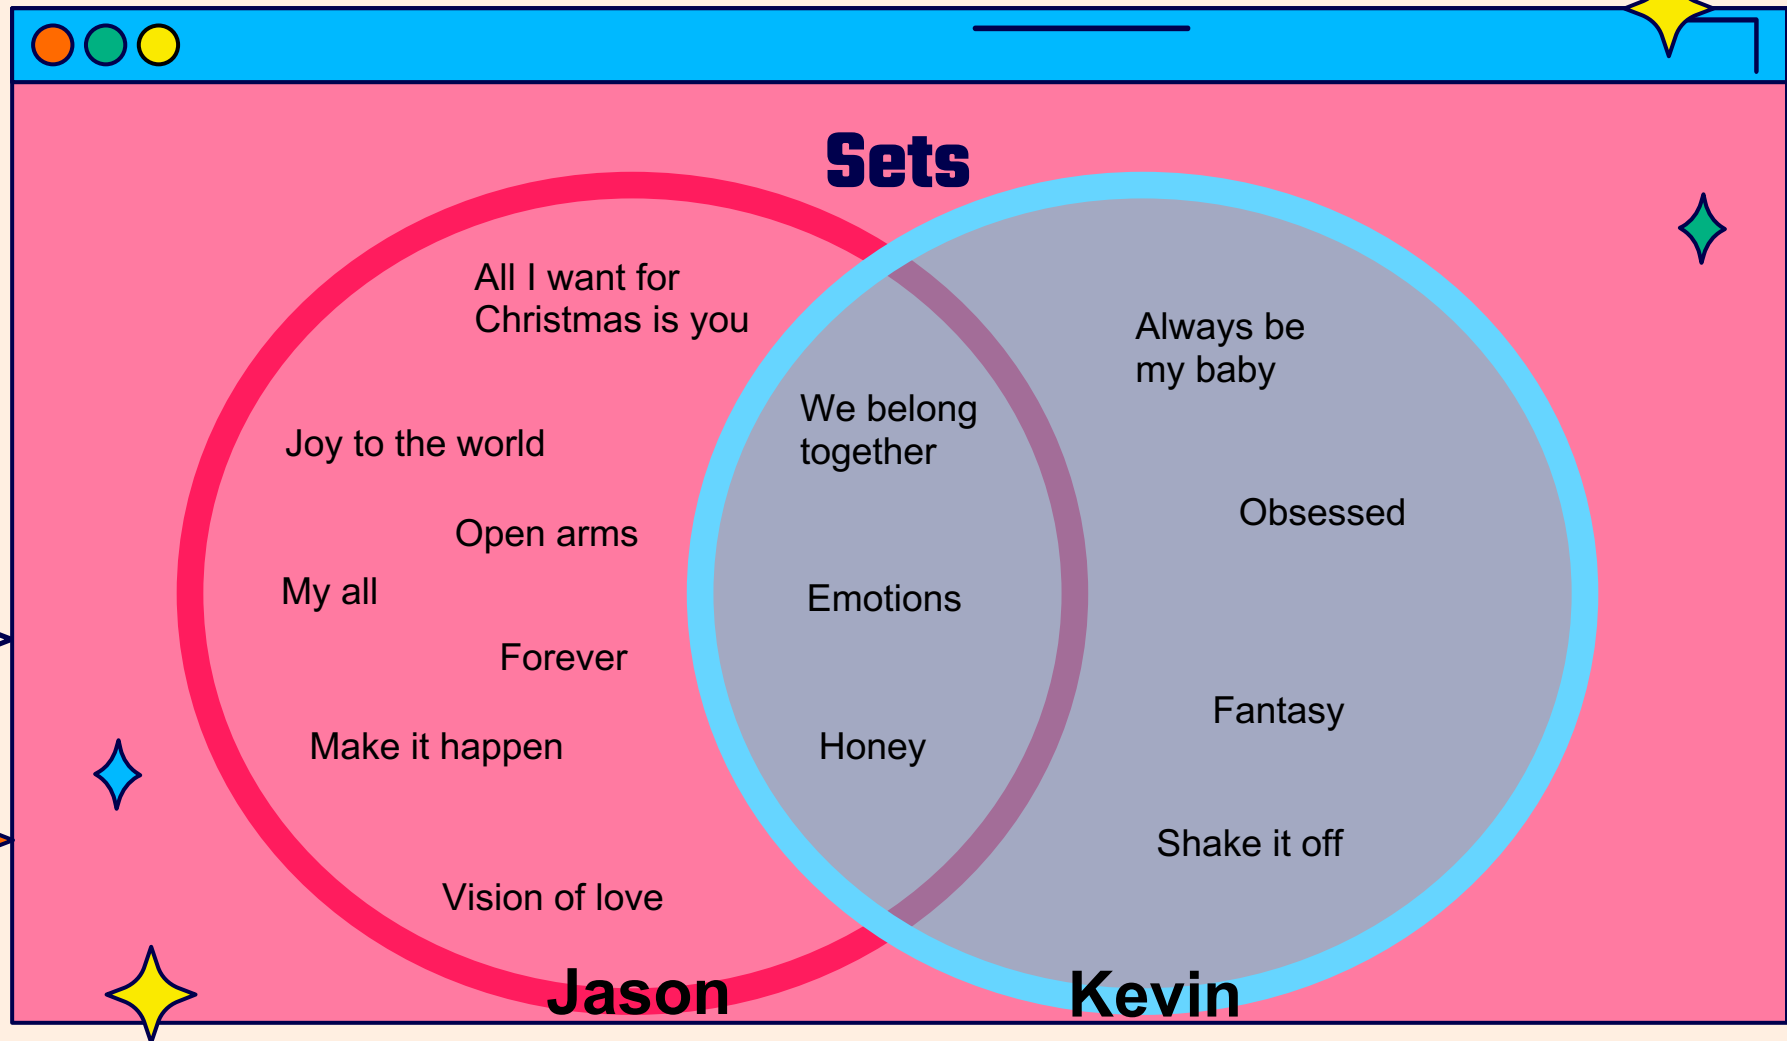 Sets
All I want for
Christmas is you
Joy to the world
Open arms
My all
Forever
Make it happen
Vision of love
We belong
together
Emotions
Honey
Always be
my baby
Obsessed
Fantasy
Shake it off
Jason
Kevin